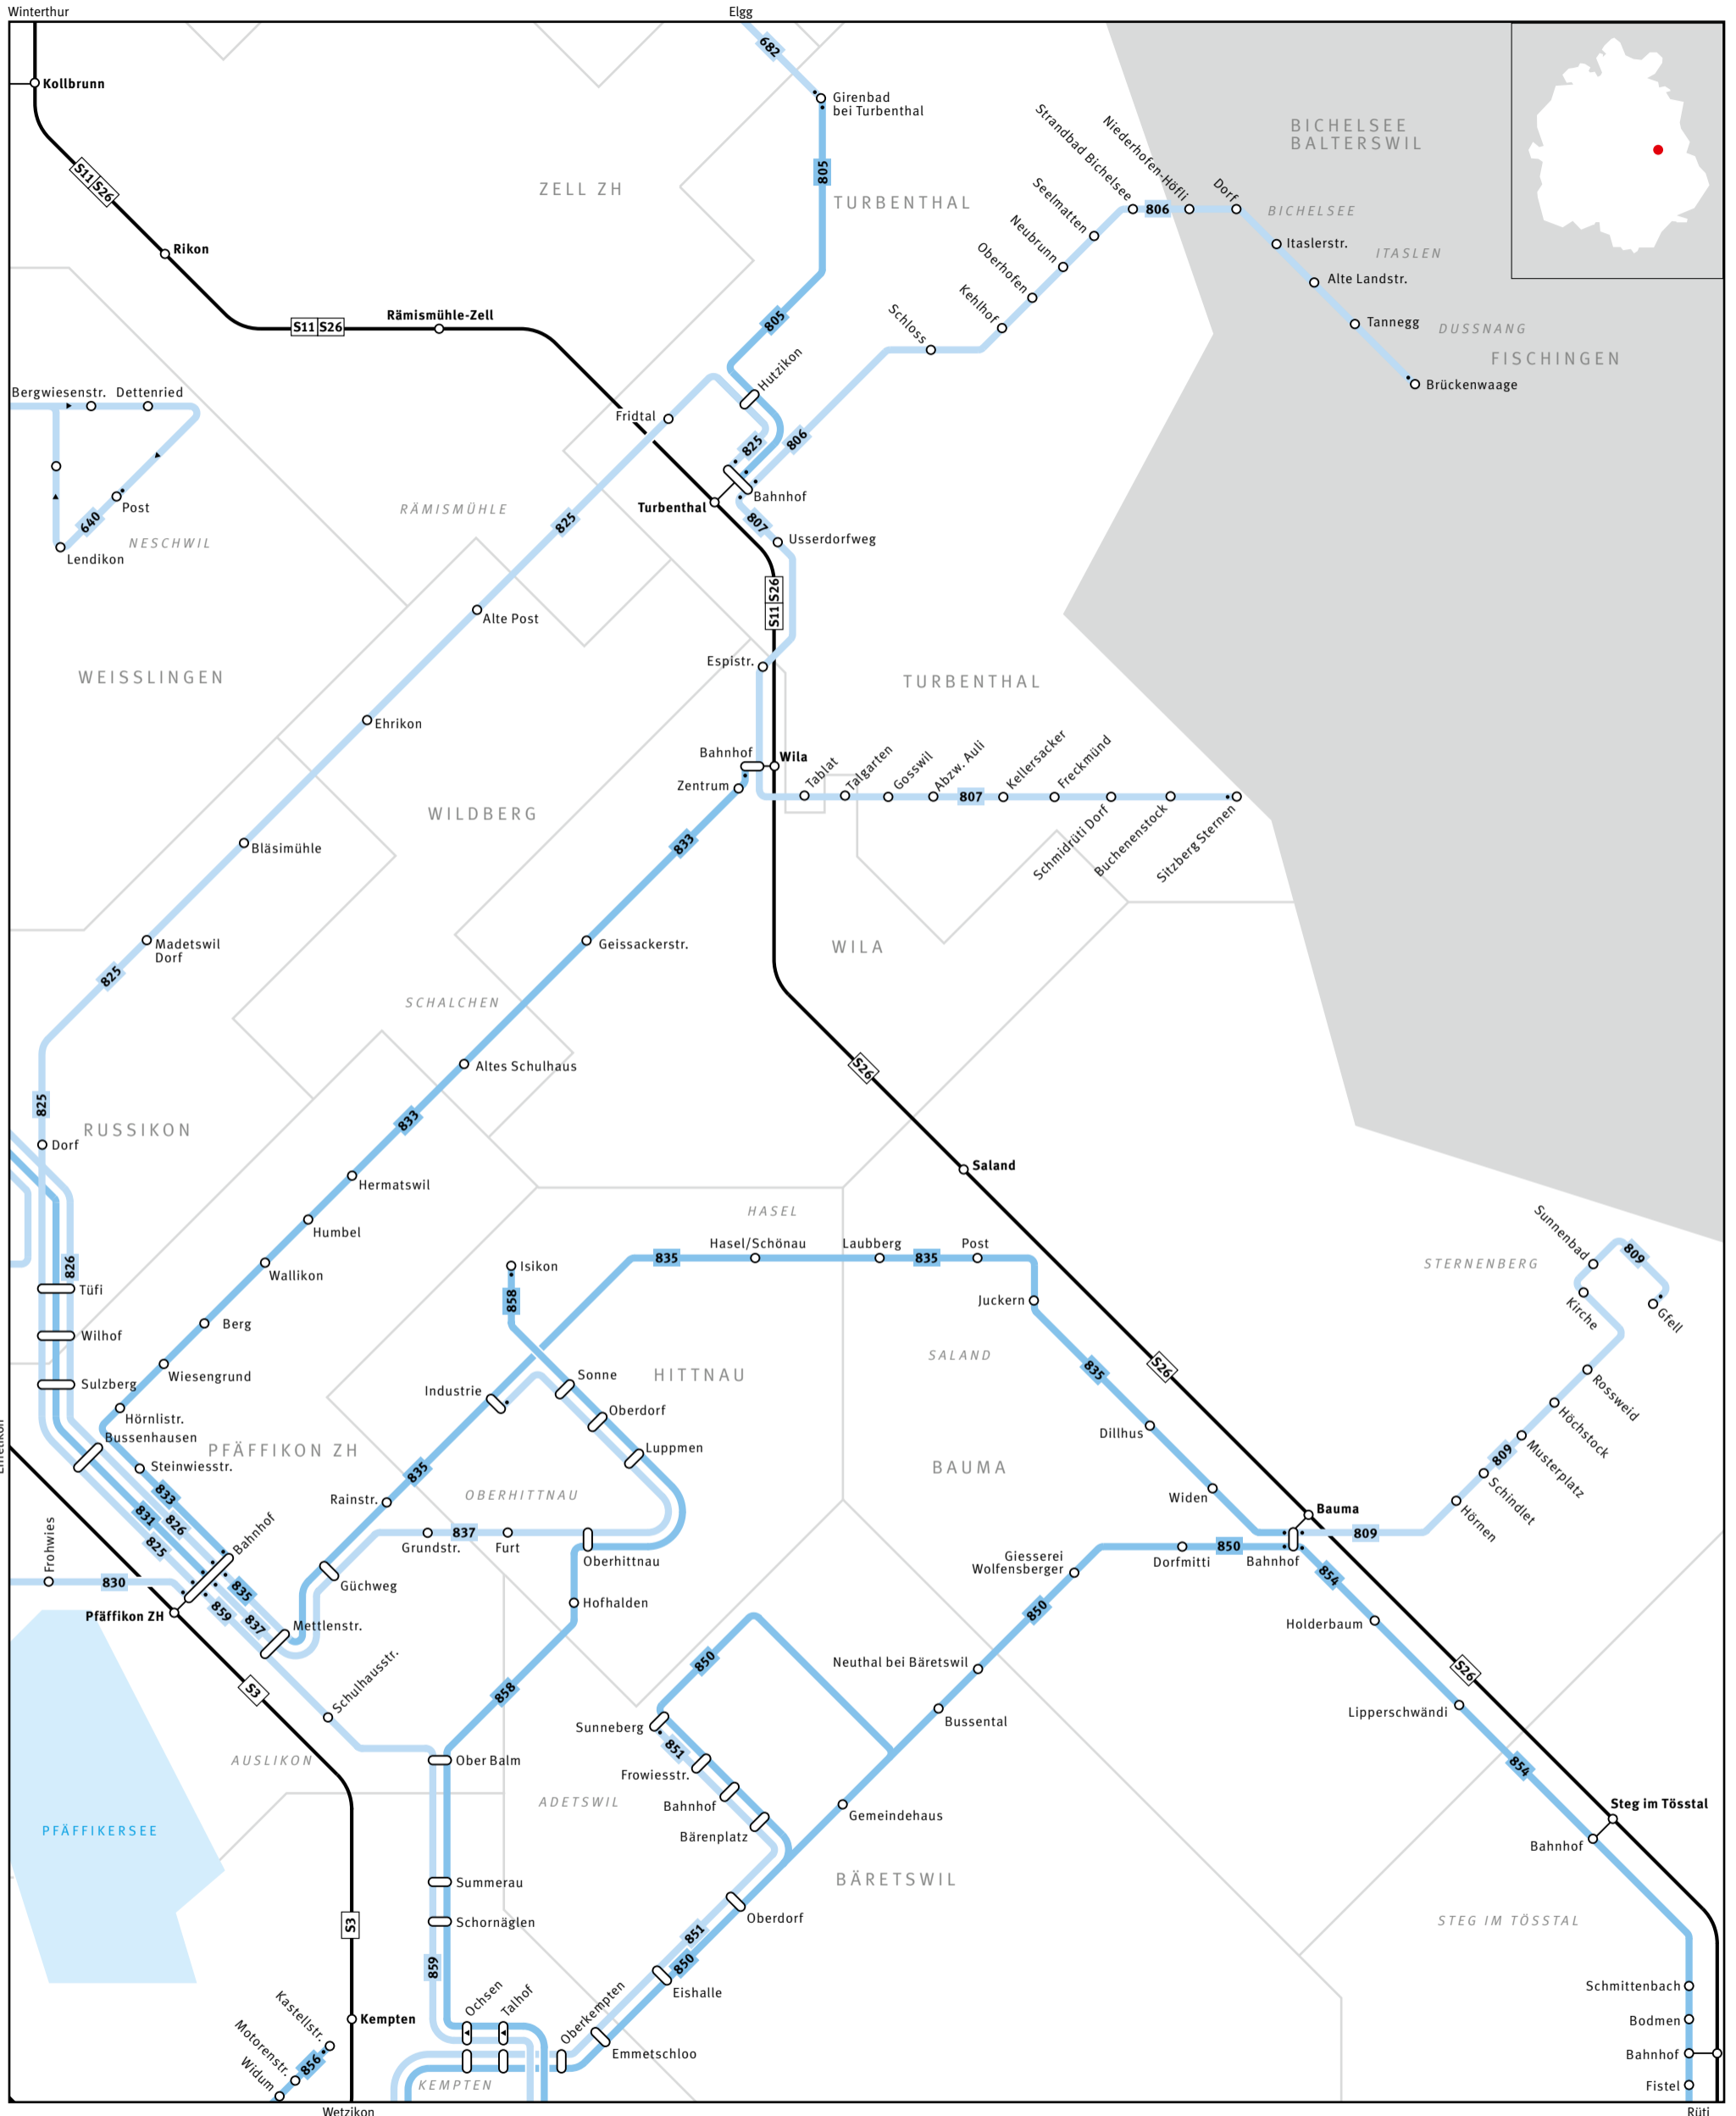 Winterthur
Elgg
682
Kollbrunn
Girenbad
bei Turbenthal
S11 S26
805
ZELL ZH
TURBENTHAL
Strandbad Bichelsee
Niederhofen-Höfli
BICHELSEE
BALTERSWIL
Seelmatten
806
Dorf
BICHELSEE
Rikon
Neubrunn
Itaslerstr.
ITASLEN
Oberhofen
Alte Landstr.
Kehlhof
Tannegg
DUSSNANG
FISCHINGEN
Brückenwaage
Rämismühle-Zell
S11 S26
805
Schloss
Hutzikon
Bergwiesenstr.
Dettenried
Fridtal
825
806
Post
640
NESCHWIL
Lendikon
RÄMISMÜHLE
825
Bahnhof
Turbenthal
807
Usserdorfweg
S11 S26
Alte Post
WEISSLINGEN
Espistr.
TURBENTHAL
Ehrikon
Bahnhof
Wila
Zentrum
Tablat
Talgarten
Gosswil
Abzw. Auli
807
Kellersacker
Freckmünd
Schmidrüti Dorf
Buchenenstock
Sitzberg Sternen
WILDBERG
833
Bläsimühle
Madetswil
Dorf
825
Geissackerstr.
WILA
SCHALCHEN
Altes Schulhaus
S26
825
RUSSIKON
833
Dorf
Hermatswil
Saland
Humbel
HASEL
Wallikon
826
Tüfi
Isikon
858
835
Hasel/Schönau
Laubberg
835
Post
Juckern
STERNENBERG
Sunnenbad
809
Kirche
Gfell
Wilhof
Berg
Wiesengrund
Sulzberg
Hörnlistr.
Bussenhausen
PFÄFFIKON ZH
Steinwiesstr.
Industrie
Sonne
HITTNAU
Oberdorf
Luppmen
SALAND
835
S26
Rossweid
Höchstock
Musterplatz
809
Schindlet
Hörnen
Dillhus
BAUMA
Widen
Bauma
833
826
831
825
Bahnhof
835
Rainstr.
OBERHITTNAU
837
Grundstr.
Furt
Oberhittnau
Frohwies
830
Güchweg
835
859
837
Mettlenstr.
Pfäffikon ZH
Hofhalden
Giesserei
Wolfensberger
Dorfmitti
850
Bahnhof
809
854
Holderbaum
850
Schulhausstr.
S3
858
850
Neuthal bei Bäretswil
S26
Lipperschwändi
Sunneberg
Bussental
851
AUSLIKON
Ober Balm
Frowiesstr.
854
ADETSWIL
Bahnhof
Gemeindehaus
Steg im Tösstal
PFÄFFIKERSEE
Bärenplatz
Bahnhof
BÄRETSWIL
Summerau
Oberdorf
Schornäglen
S3
851
850
STEG IM TÖSSTAL
859
Eishalle
Schmittenbach
Ochsen
Talhof
Oberkempten
Kastellstr.
Kempten
Bodmen
Motorenstr.
856
Emmetschloo
Bahnhof
Widum
KEMPTEN
Fistel
Wetzikon
Rüti